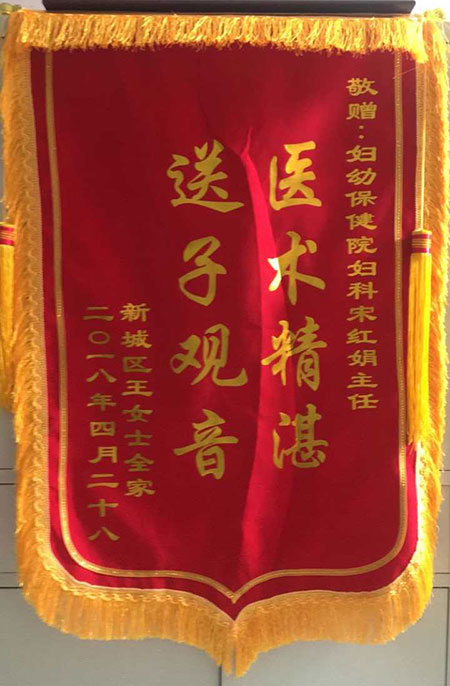 敬赠：妇幼保健院妇科宋红娟主任
医术精湛
送子观音
新城区王女士全家
二〇一八年四月二十八